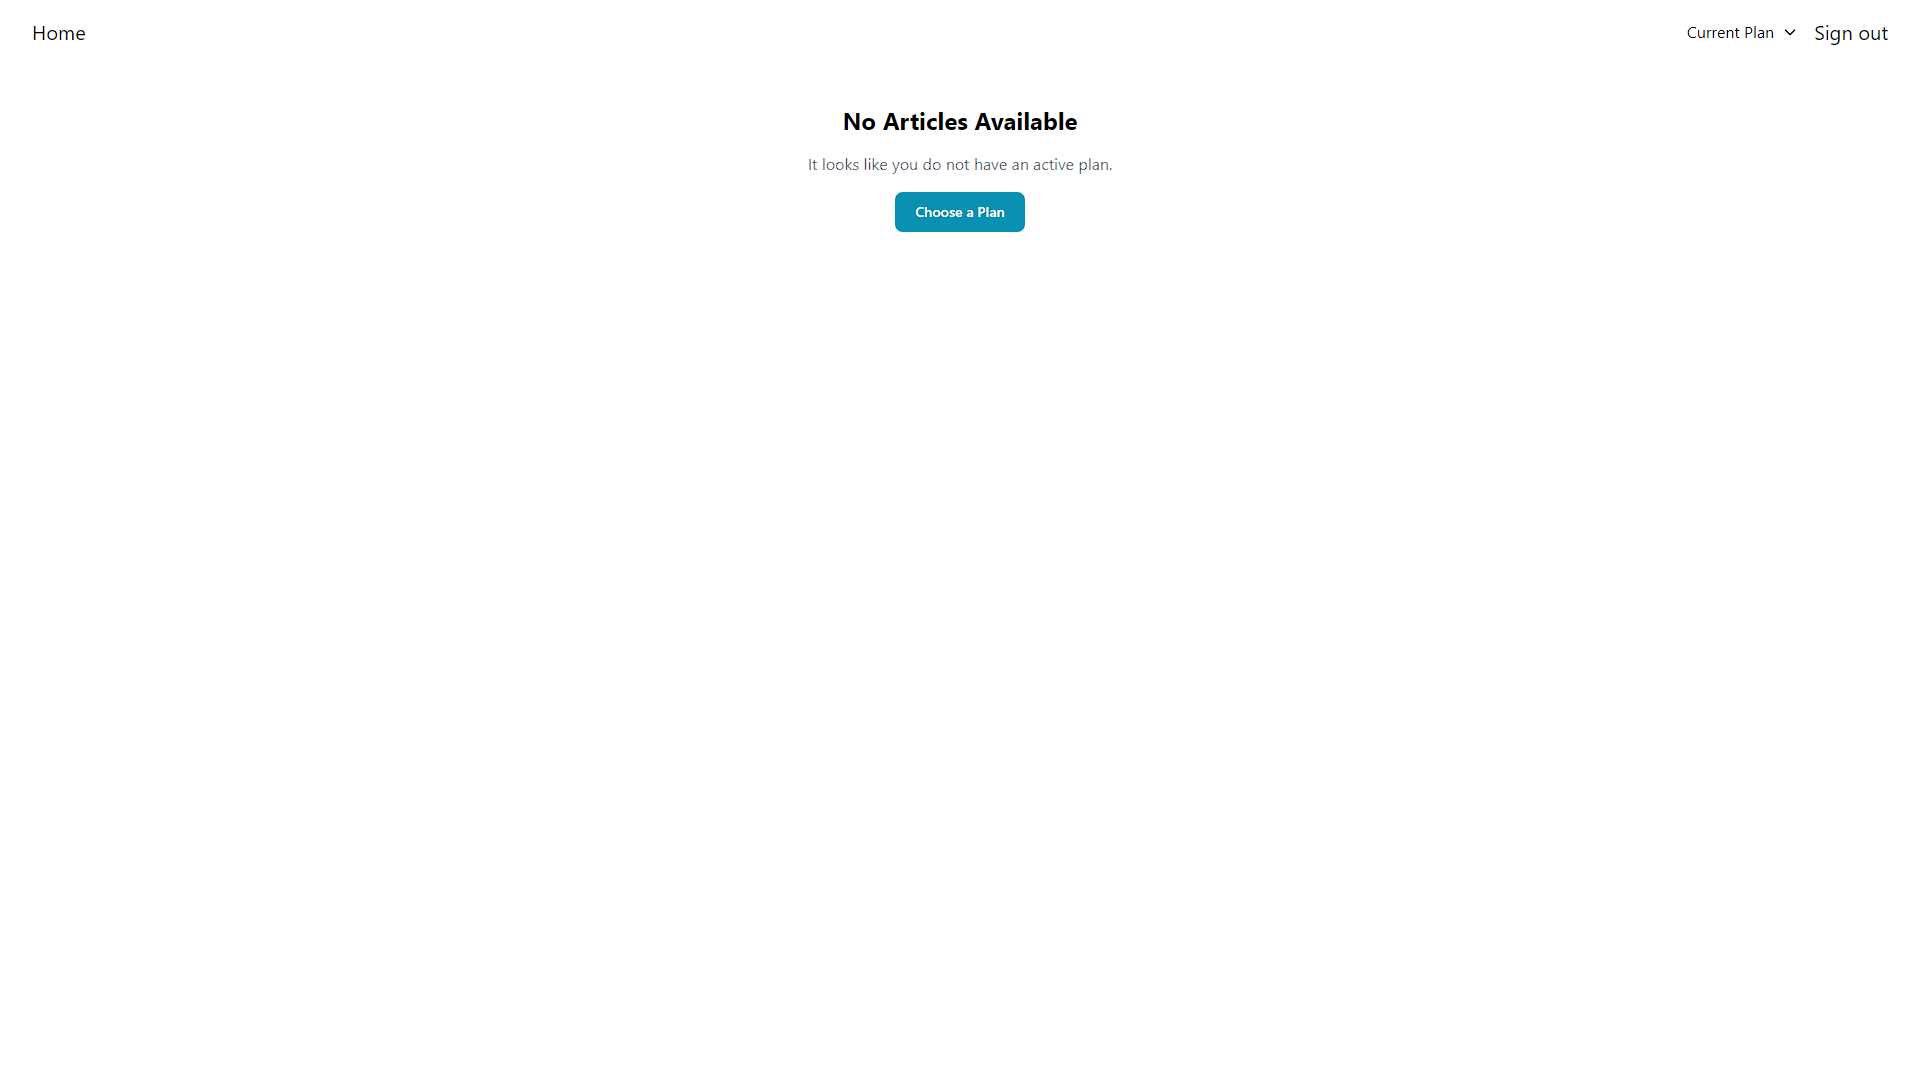 Home
Current Plan
Sign out
No Articles Available
It looks like you do not have an active plan.
Choose a Plan